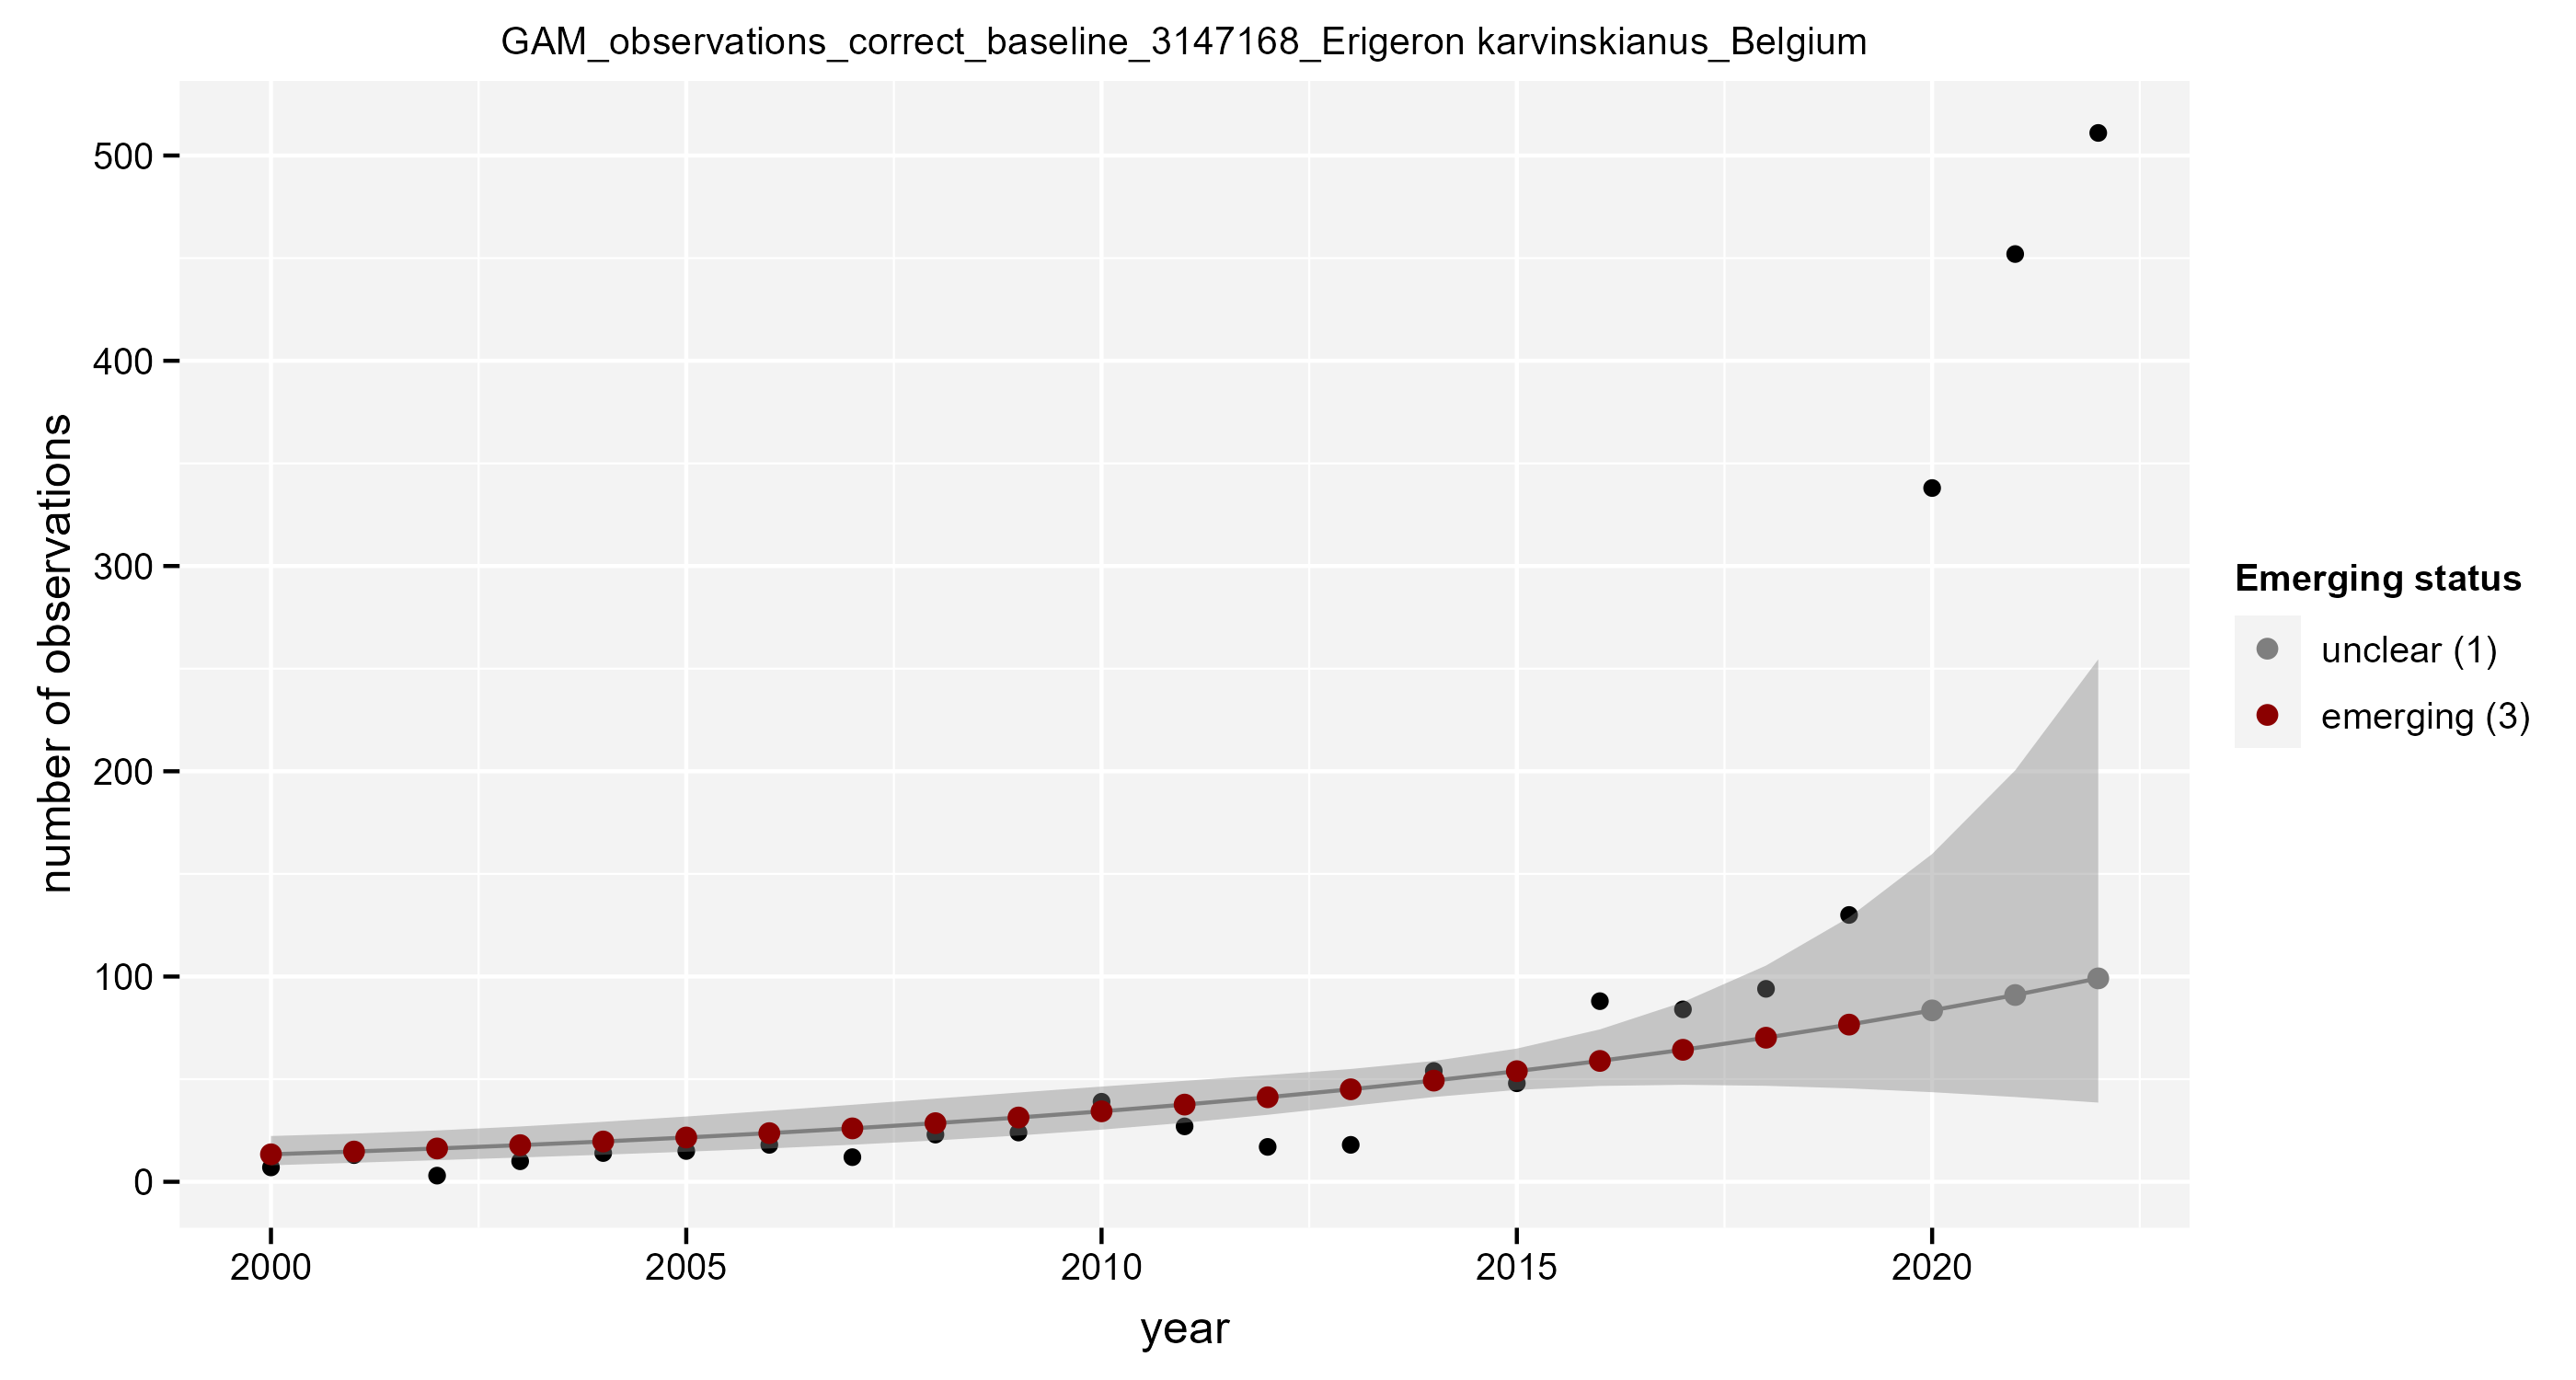 GAM_observations_correct_baseline_3147168_Erigeron karvinskianus_Belgium
number of observations
500
400
300
200
100
0
2000 2005 2010 2015 2020
year
Emerging status
unclear (1)
emerging (3)